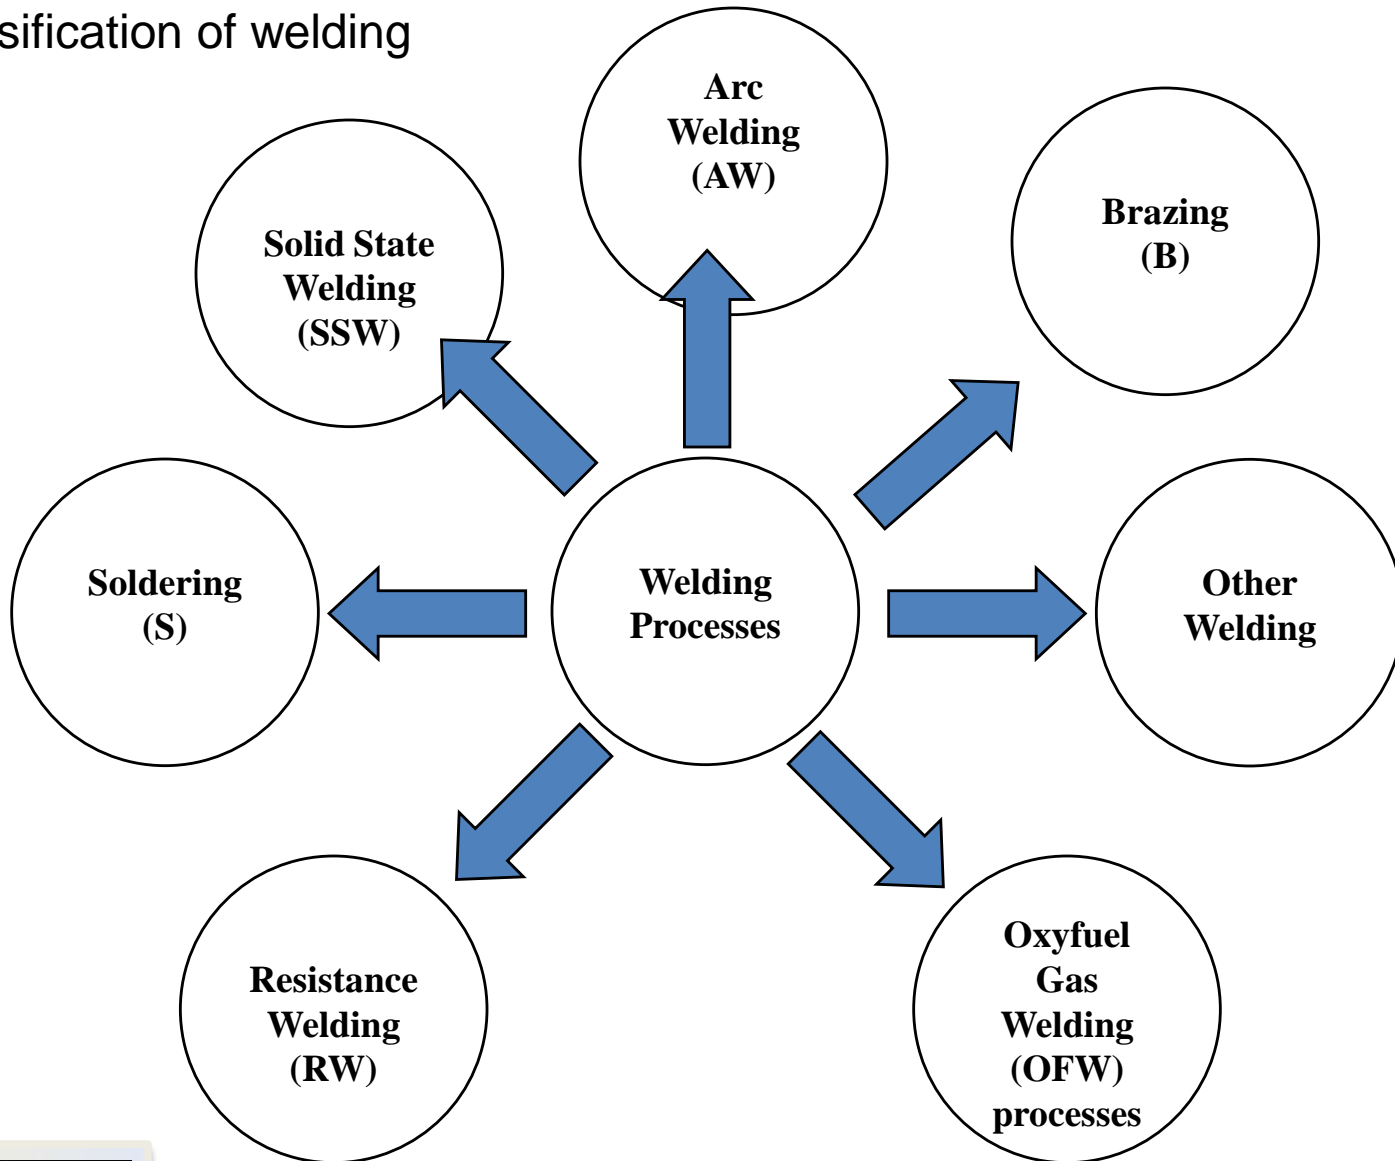 sification of welding
Arc
Welding
(AW)
Brazing
(B)
Solid State
Welding
(SSW)
Soldering
(S)
Welding
Processes
Other
Welding
Resistance
Welding
(RW)
Oxyfuel
Gas
Welding
(OFW)
processes